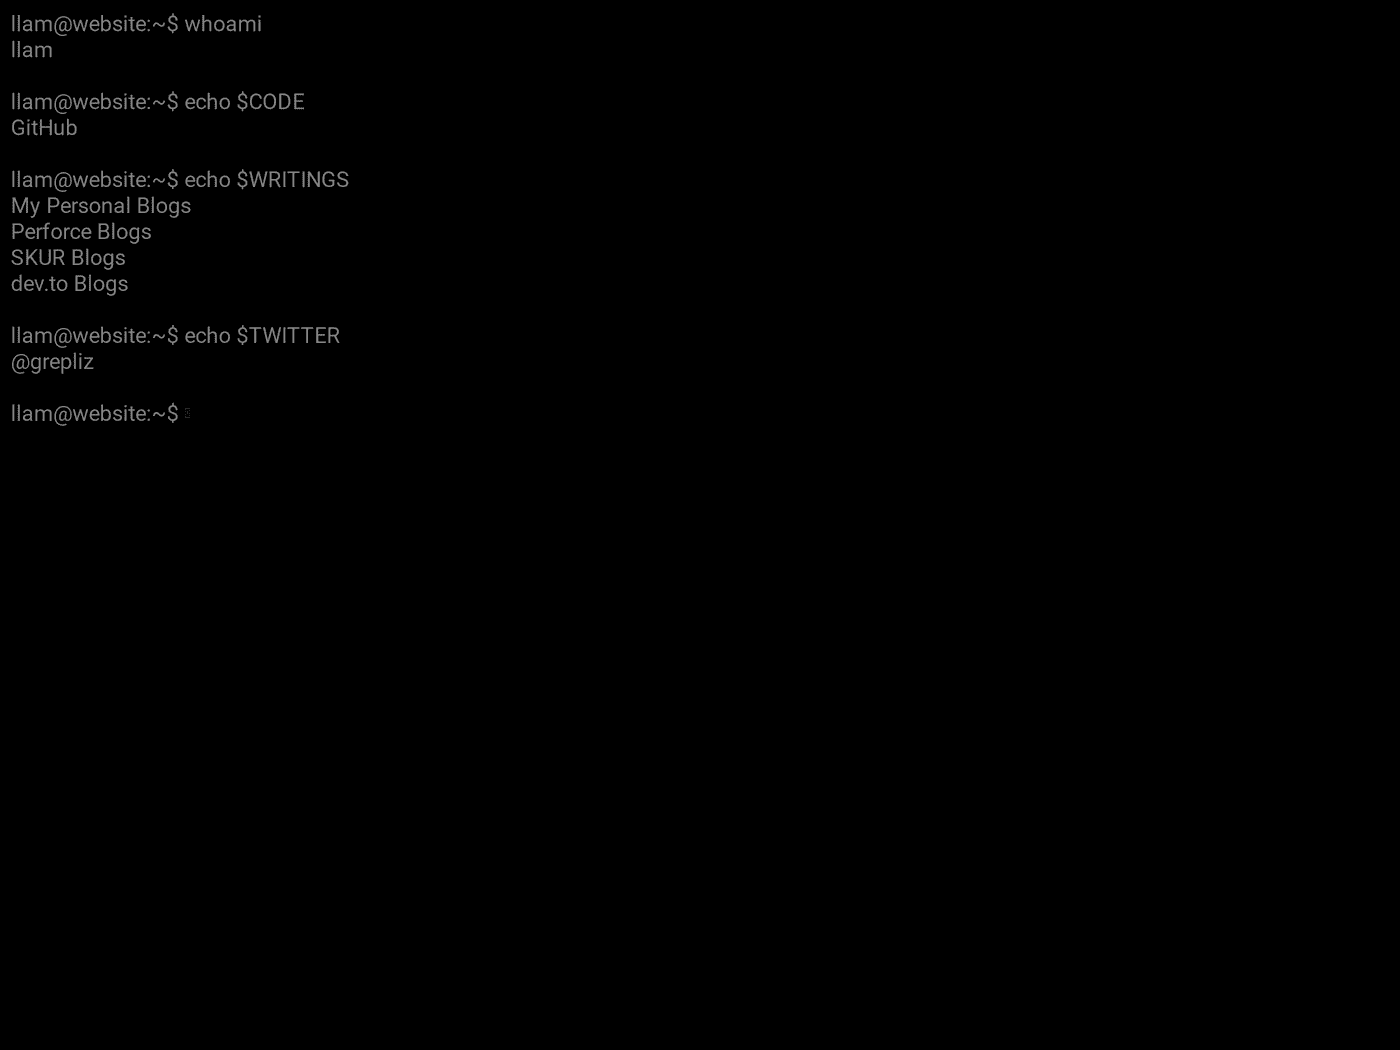 llam@website:~$ whoami
llam
llam@website:~$ echo $CODE
GitHub
llam@website:~$ echo $WRITINGS
My Personal Blogs
Perforce Blogs
SKUR Blogs
dev.to Blogs
llam@website:~$ echo $TWITTER
@grepliz
llam@website:~$